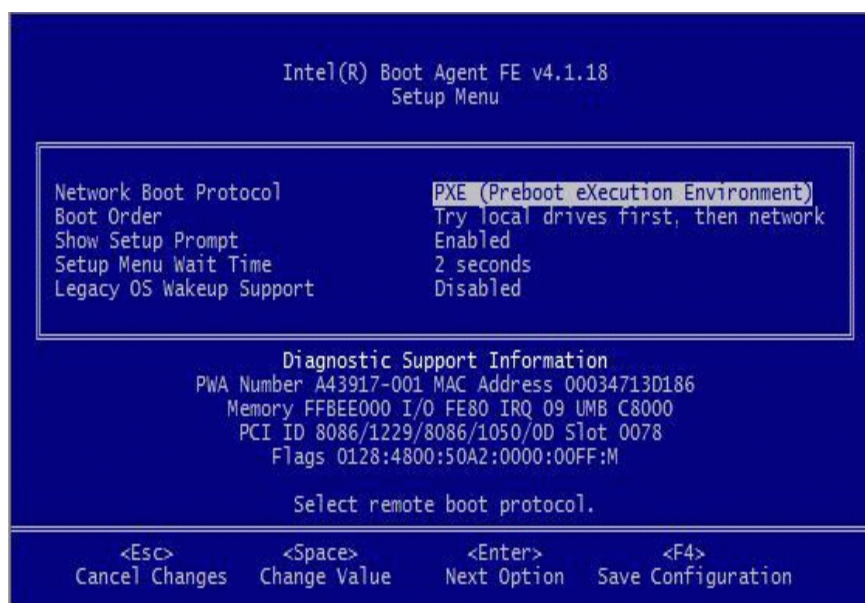 Intel(R) Boot Agent FE v4.1.18
Setup Menu
Network Boot Protocol PXE (Preboot eXecution Environment)
Boot Order Try local drives first, then network
Show Setup Prompt Enabled
Setup Menu Wait Time 2 seconds
Legacy OS Wakeup Support Disabled
Diagnostic Support Information
PWA Number A43917-001 MAC Address 00034713D186
Memory FFBEE000 I/O FE80 IRQ 09 UMB C8000
PCI ID 8086/1229/8086/1050/0D Slot 0078
Flags 0128:4800:50A2:0000:00FF:M
Select remote boot protocol.
<Esc> <Space> <Enter> <F4>
Cancel Changes Change Value Next Option Save Configuration